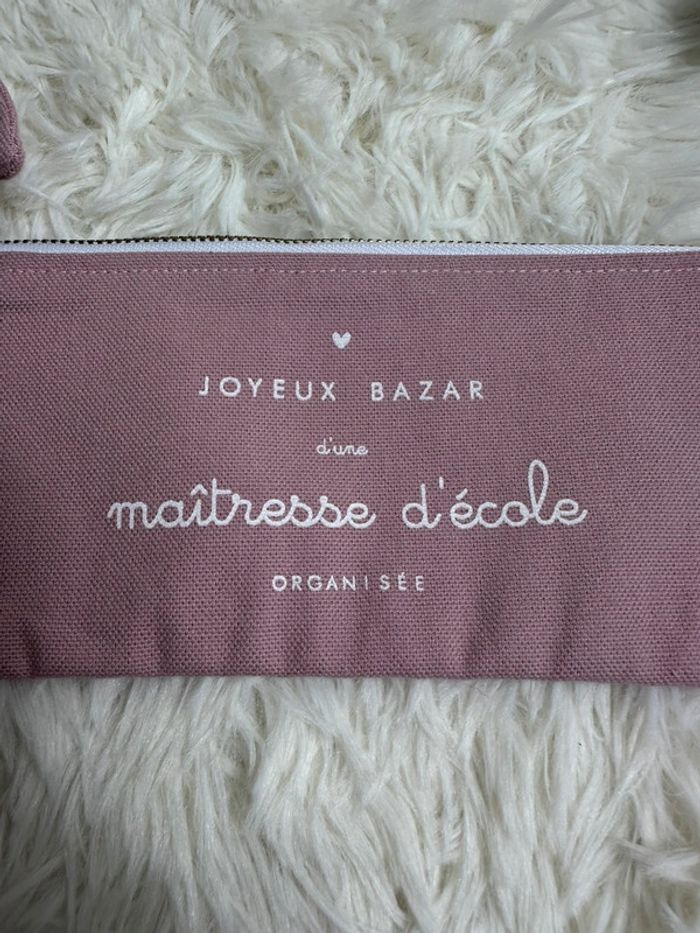 JOYEUX BAZAR
d'une
maîtresse d'école
ORGANISÉE